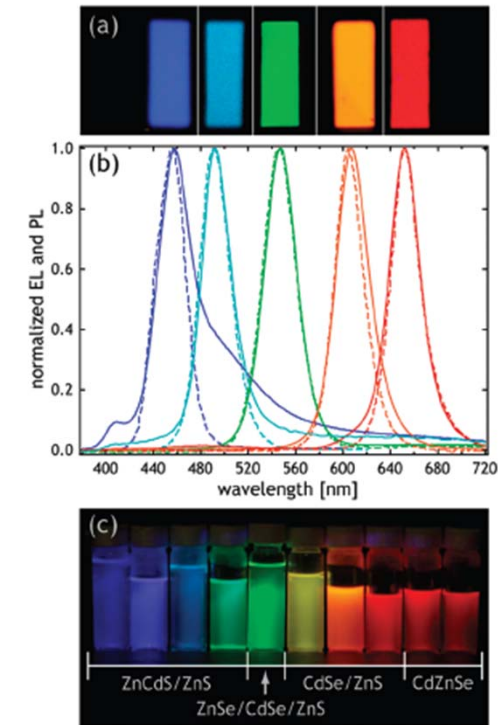 (a)
(b)
1.0
0.8
0.6
0.4
0.2
0.0
normalized EL and PL
400 440 480 520 560 600 640 680 720
wavelength [nm]
(c)
ZnCdS/ZnS CdSe/ZnS CdZnSe
ZnSe/CdSe/ZnS